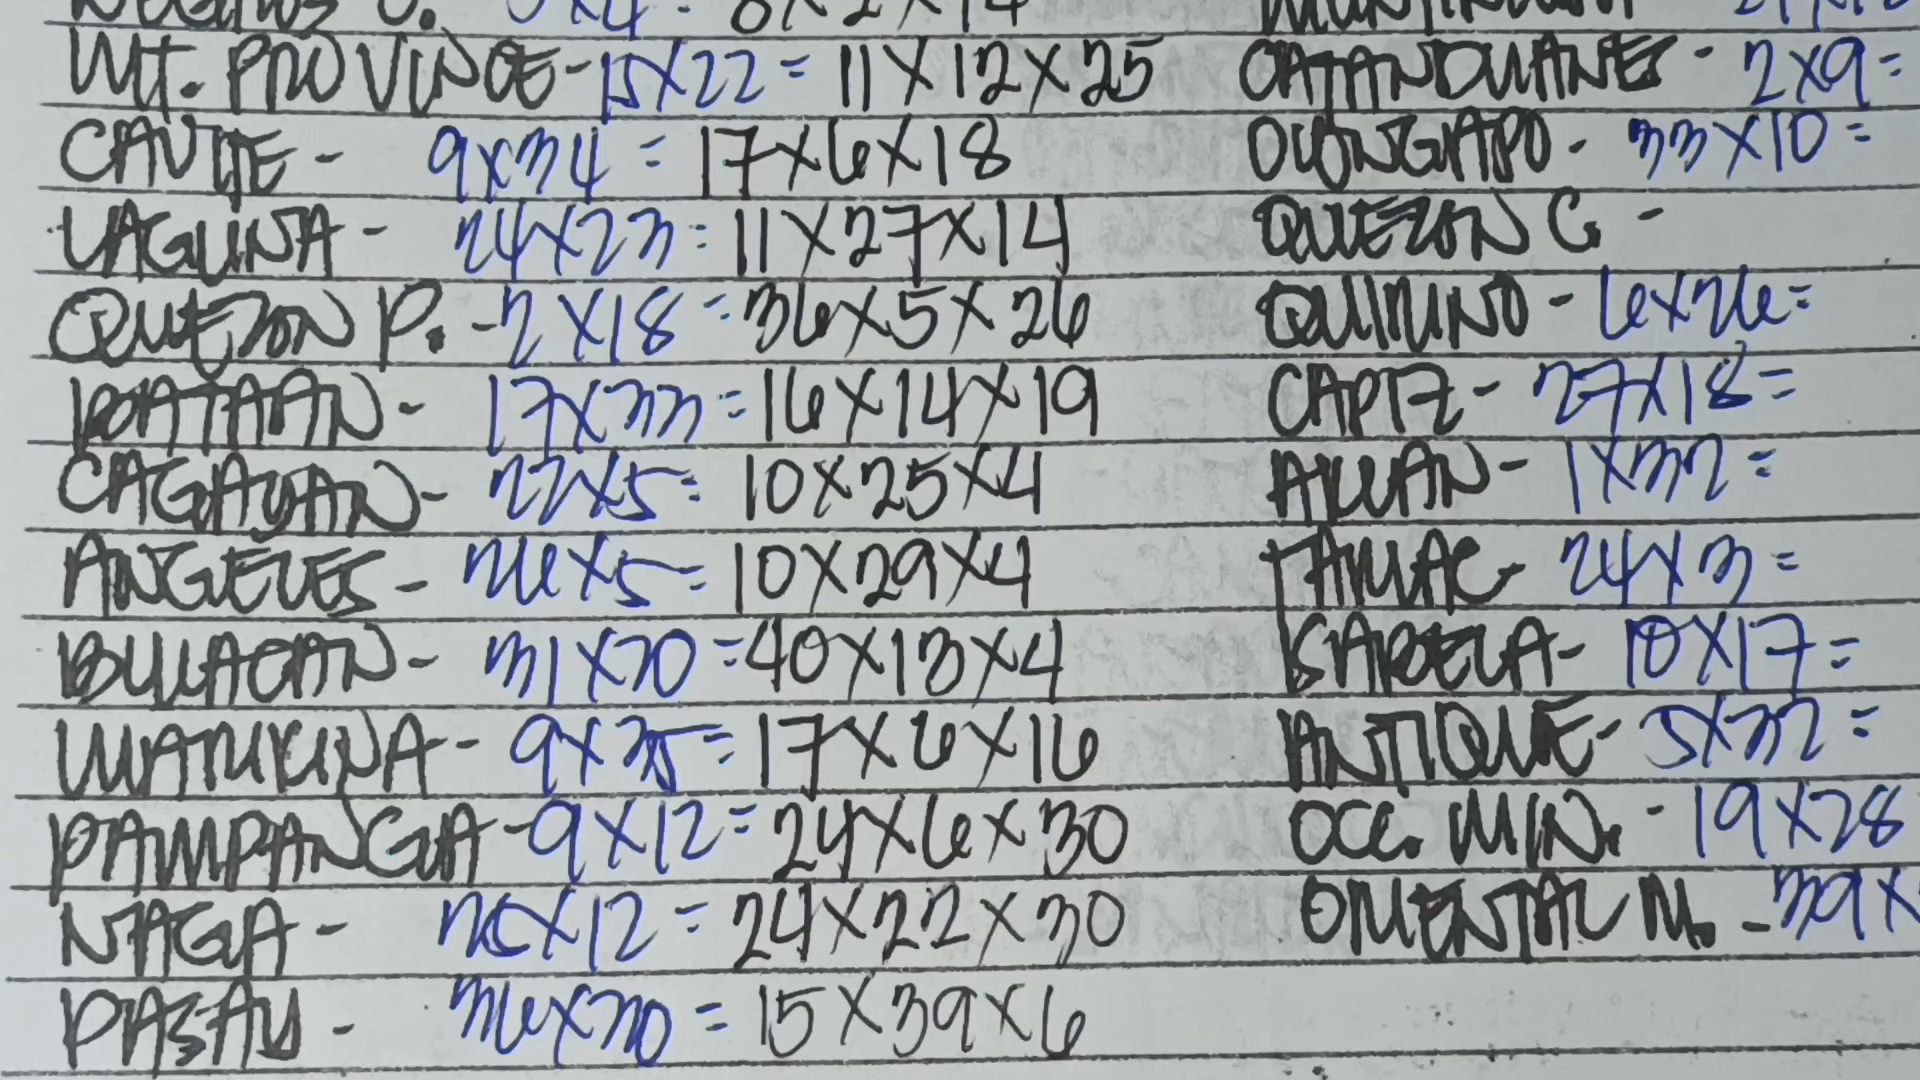 MT. PROVINCE - 15X22 = 11X12X25
CAVITE - 9X34 = 17X6X18
LAGUNA - 24X23 = 11X27X14
QUEZON P. - 2X18 = 36X5X26
BATAAN - 17X33 = 16X14X19
CAGAYAN - 22X5 = 10X25X4
ANGELES - 26X5 = 10X29X4
BULACAN - 31X20 = 40X13X4
MARIKINA - 9X35 = 17X6X16
PAMPANGA - 9X12 = 24X6X30
NAGA - X12 = 24X22X30
PASAY - 36X30 = 15X39X6
CATANDUANES - 2X9 =
OLONGAPO - 33X10 =
QUEZON C. -
QUIRINO - 6X26 =
CAPIZ - 27X18 =
AKLAN - 1X32 =
TARLAC - 24X3 =
ISABELA - 10X17 =
ANTIQUE - 5X32 =
OCC. MIN. - 19X28
ORIENTAL M. - 39X